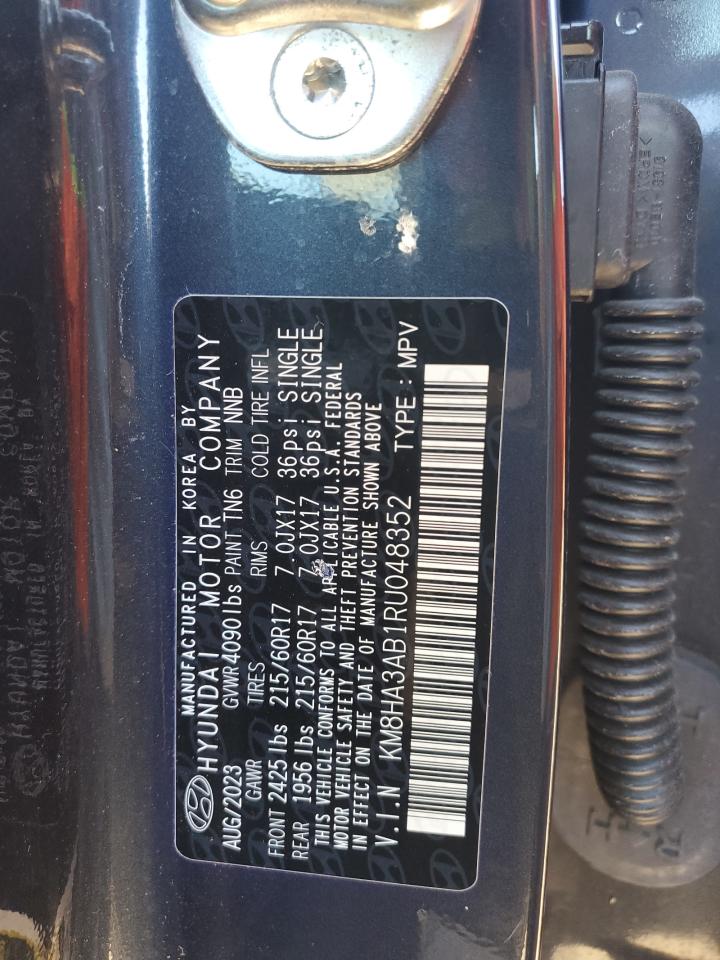 MANUFACTURED IN KOREA BY
HYUNDAI MOTOR COMPANY
AUG/2023 GVWR 4090 lbs PAINT TN6 TRIM NNB
GAWR TIRES RIMS COLD TIRE INFL
FRONT 2425 lbs 215/60R17 7.0JX17 36psi SINGLE
REAR 1956 lbs 215/60R17 7.0JX17 36psi SINGLE
THIS VEHICLE CONFORMS TO ALL APPLICABLE U.S.A. FEDERAL
MOTOR VEHICLE SAFETY AND THEFT PREVENTION STANDARDS
IN EFFECT ON THE DATE OF MANUFACTURE SHOWN ABOVE
V.I.N KM8HA3AB1RU048352 TYPE : MPV